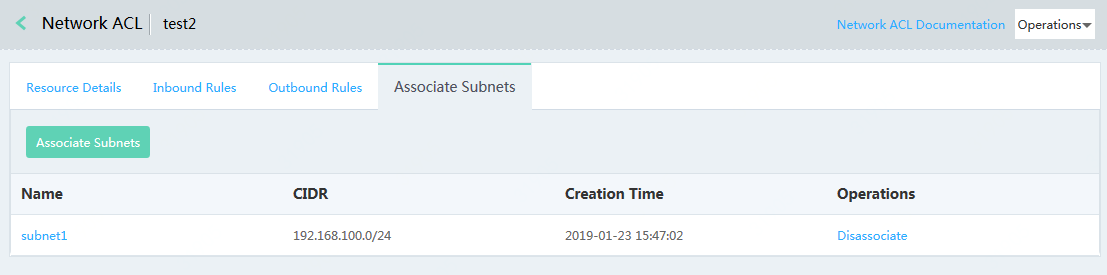 Network ACL test2 Network ACL Documentation Operations
Resource Details Inbound Rules Outbound Rules Associate Subnets
Associate Subnets
Name CIDR Creation Time Operations
subnet1 192.168.100.0/24 2019-01-23 15:47:02 Disassociate